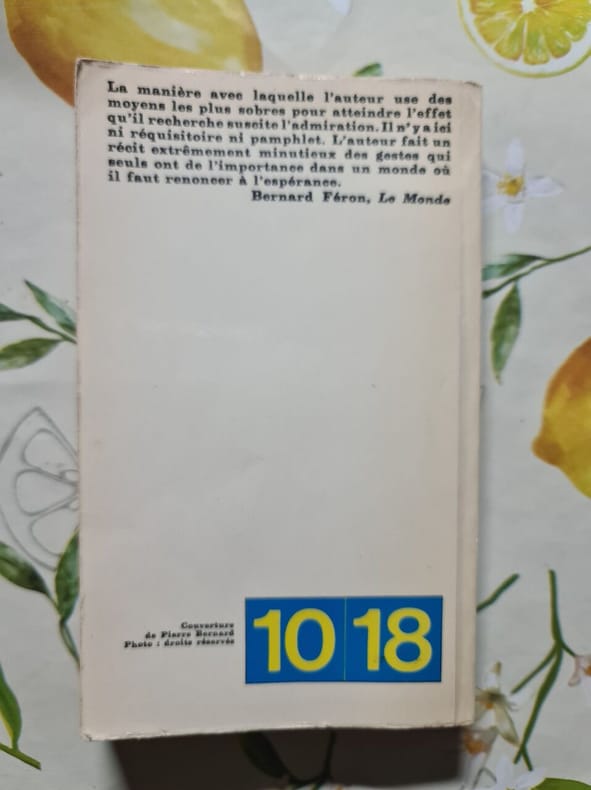 La manière avec laquelle l'auteur use des
moyens les plus sobres pour atteindre l'effet
qu'il recherche suscite l'admiration. Il n'y a ici
ni réquisitoire ni pamphlet. L'auteur fait un
récit extrêmement minutieux des gestes qui
seuls ont de l'importance dans un monde où
il faut renoncer à l'espérance.
Bernard Féron, Le Monde
Couverture
de Pierre Bernard
Photo : droits réservés
10 18